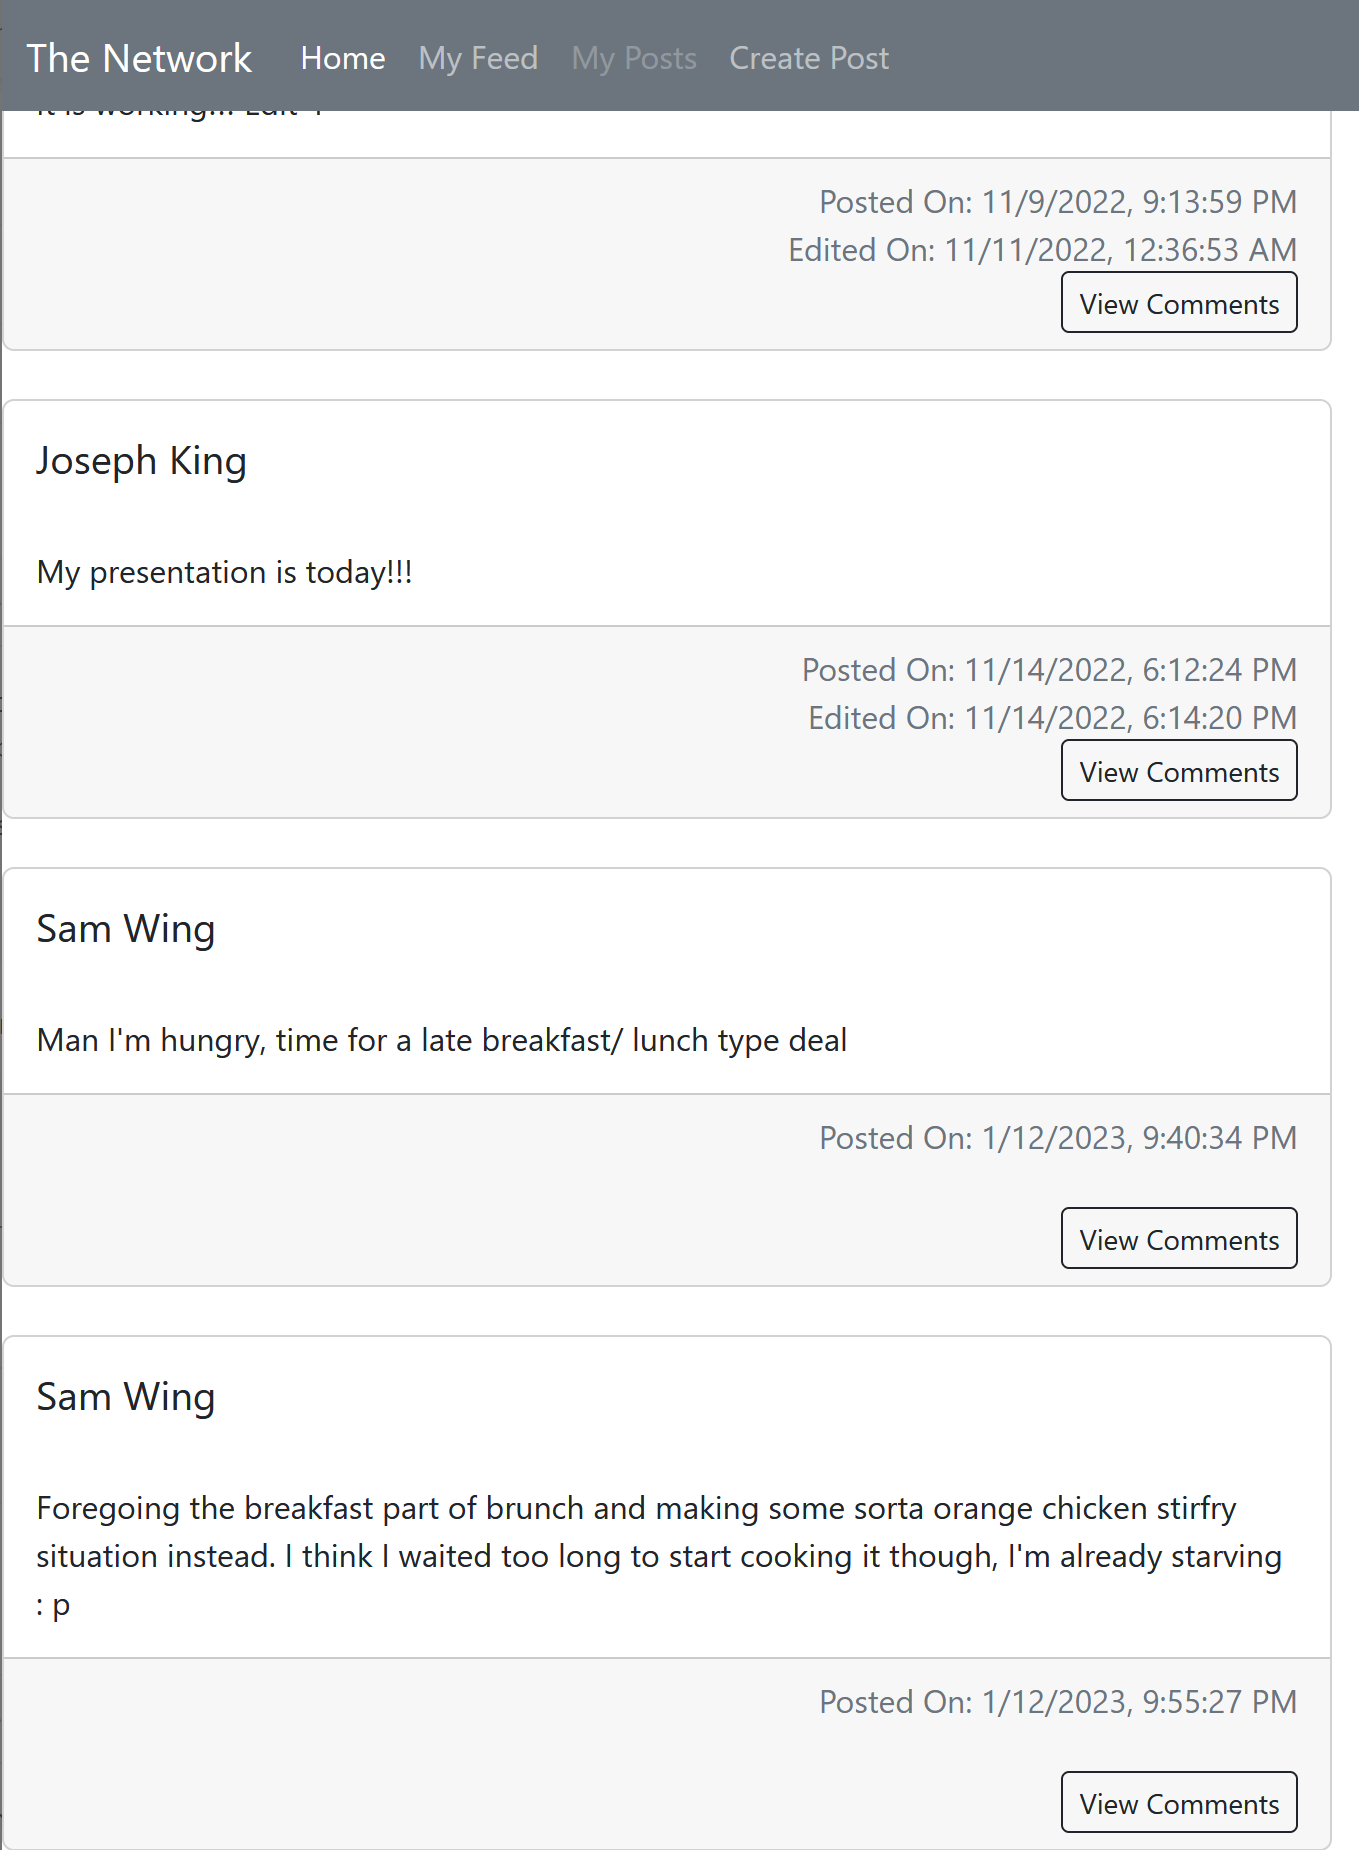 The Network Home My Feed My Posts Create Post
It is working... Edit
Posted On: 11/9/2022, 9:13:59 PM
Edited On: 11/11/2022, 12:36:53 AM
View Comments
Joseph King
My presentation is today!!!
Posted On: 11/14/2022, 6:12:24 PM
Edited On: 11/14/2022, 6:14:20 PM
View Comments
Sam Wing
Man I'm hungry, time for a late breakfast/ lunch type deal
Posted On: 1/12/2023, 9:40:34 PM
View Comments
Sam Wing
Foregoing the breakfast part of brunch and making some sorta orange chicken stirfry
situation instead. I think I waited too long to start cooking it though, I'm already starving
: p
Posted On: 1/12/2023, 9:55:27 PM
View Comments